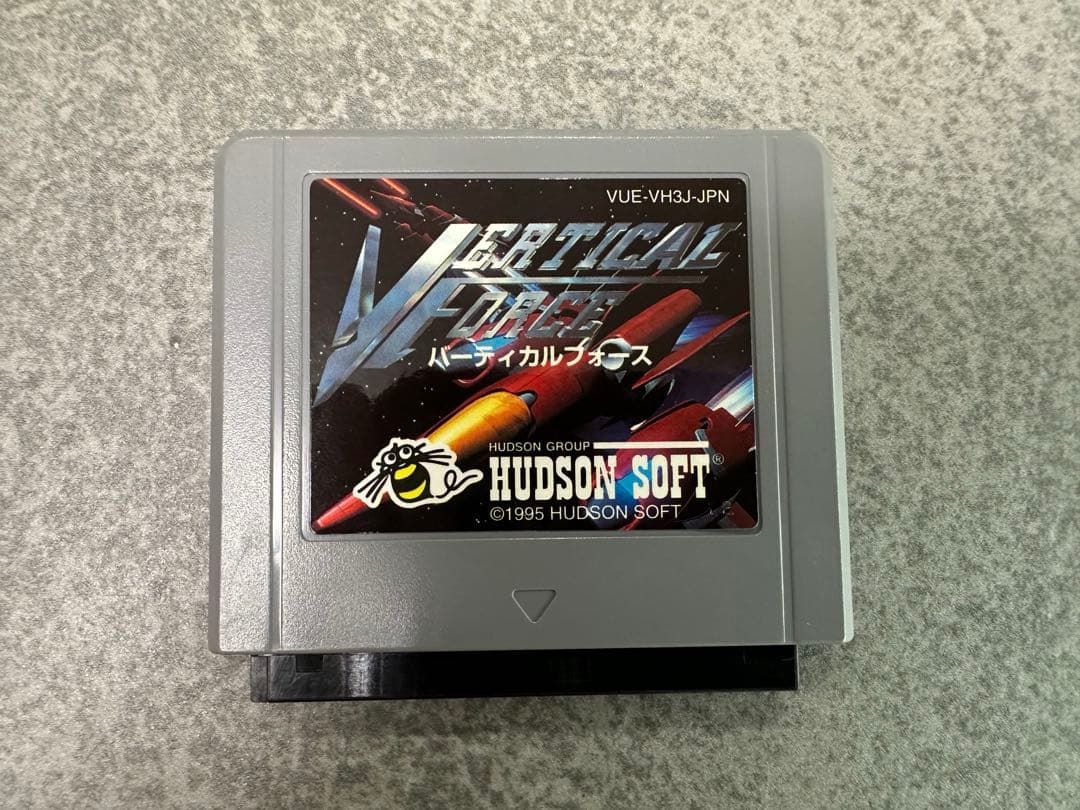 VUE-VH3J-JPN
VERTICAL
FORCE
バーティカルフォース
HUDSON GROUP
HUDSON SOFT®
©1995 HUDSON SOFT